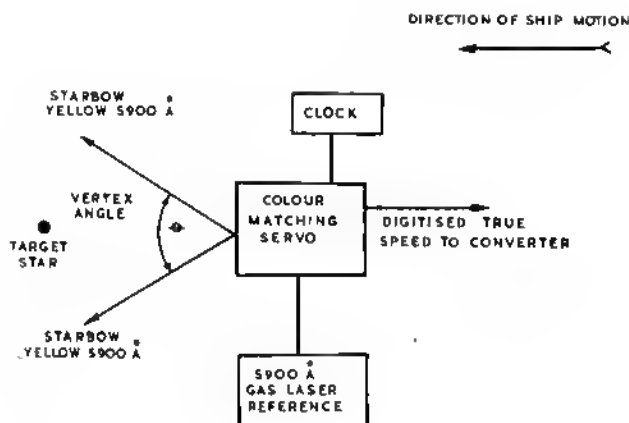 DIRECTION OF SHIP MOTION
STARBOW
YELLOW 5900 Å
CLOCK
VERTEX
ANGLE
Φ
TARGET
STAR
COLOUR
MATCHING
SERVO
DIGITISED TRUE
SPEED TO CONVERTER
STARBOW
YELLOW 5900 Å
5900 Å
GAS LASER
REFERENCE